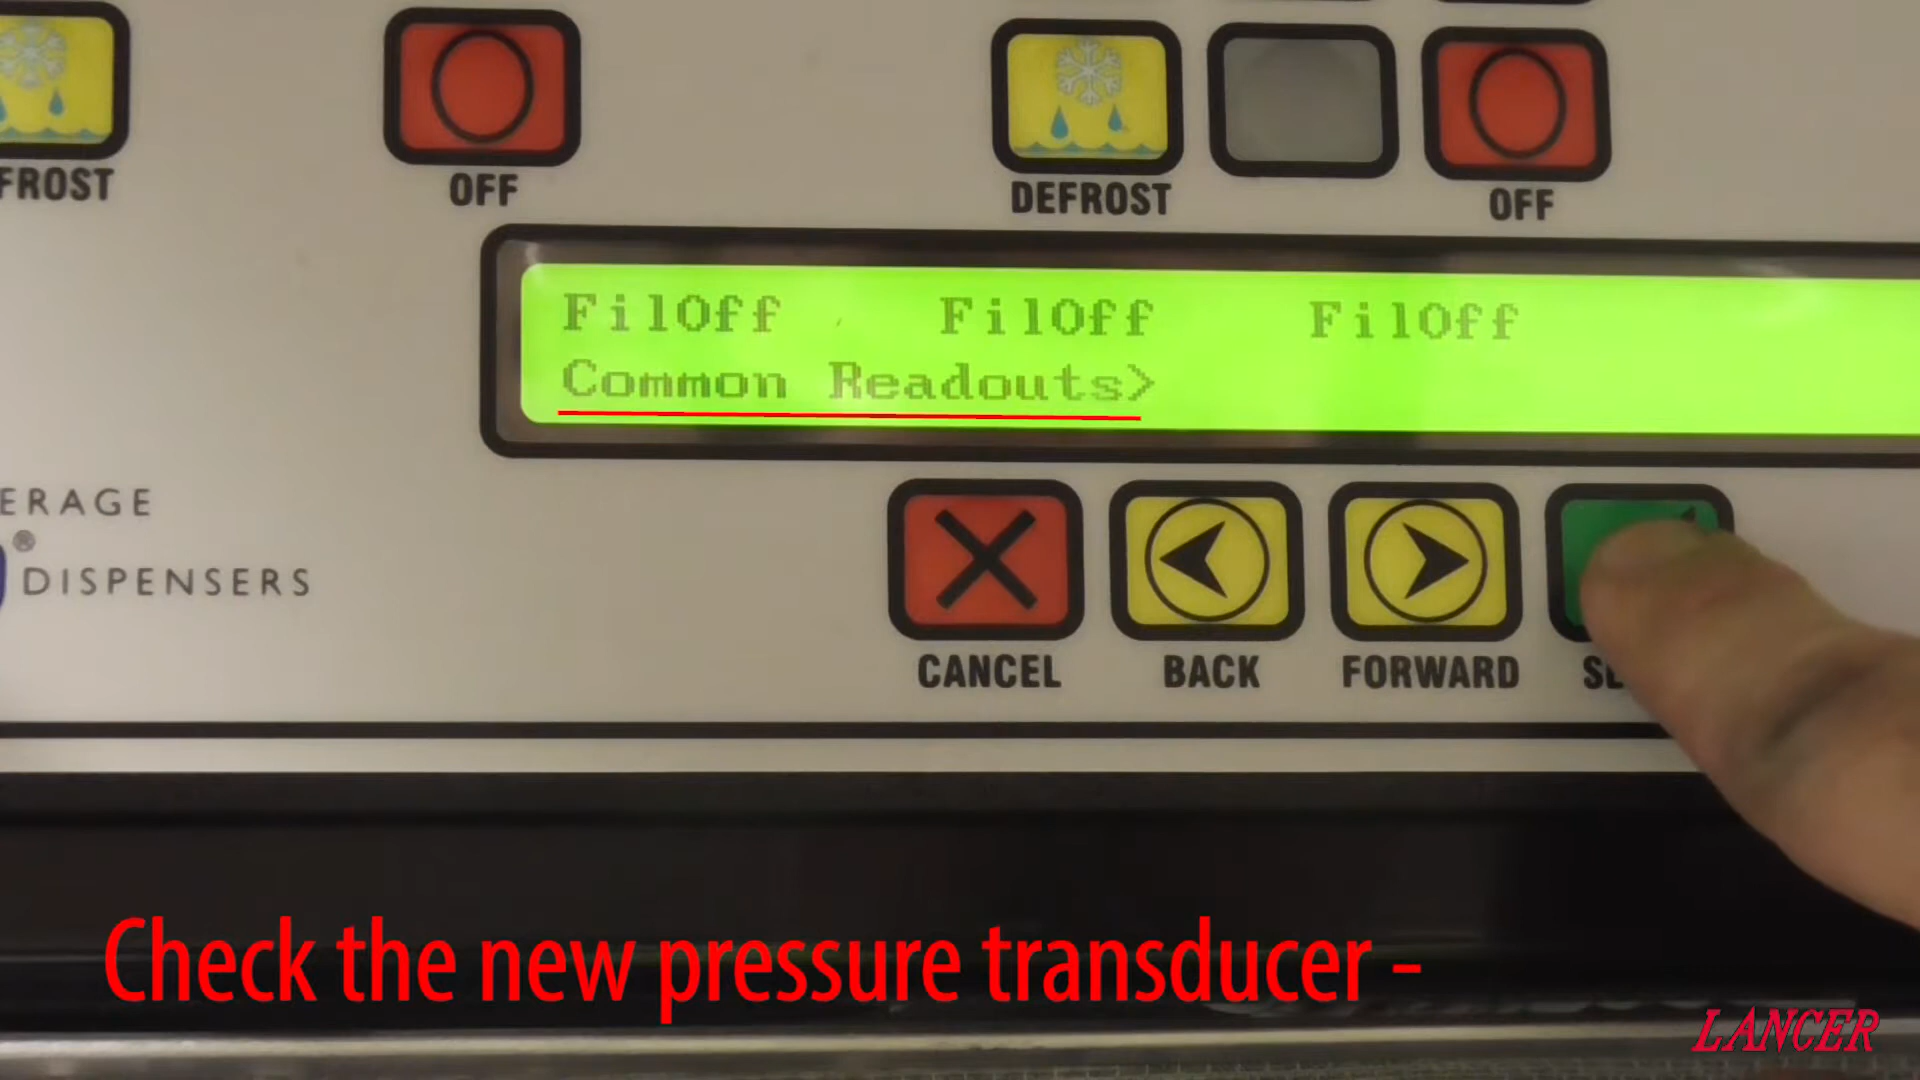 FROST
OFF
DEFROST
OFF
FilOff FilOff FilOff
Common Readouts>
ERAGE
®
DISPENSERS
CANCEL
BACK
FORWARD
Check the new pressure transducer -
LANCER